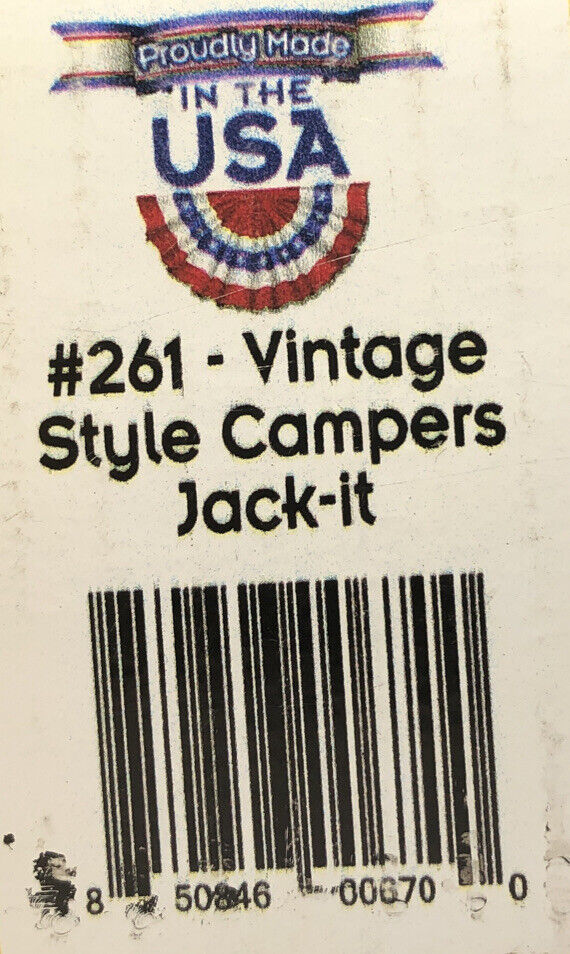 Proudly Made
IN THE
USA
#261 - Vintage
Style Campers
Jack-it
8 50846 00670 0